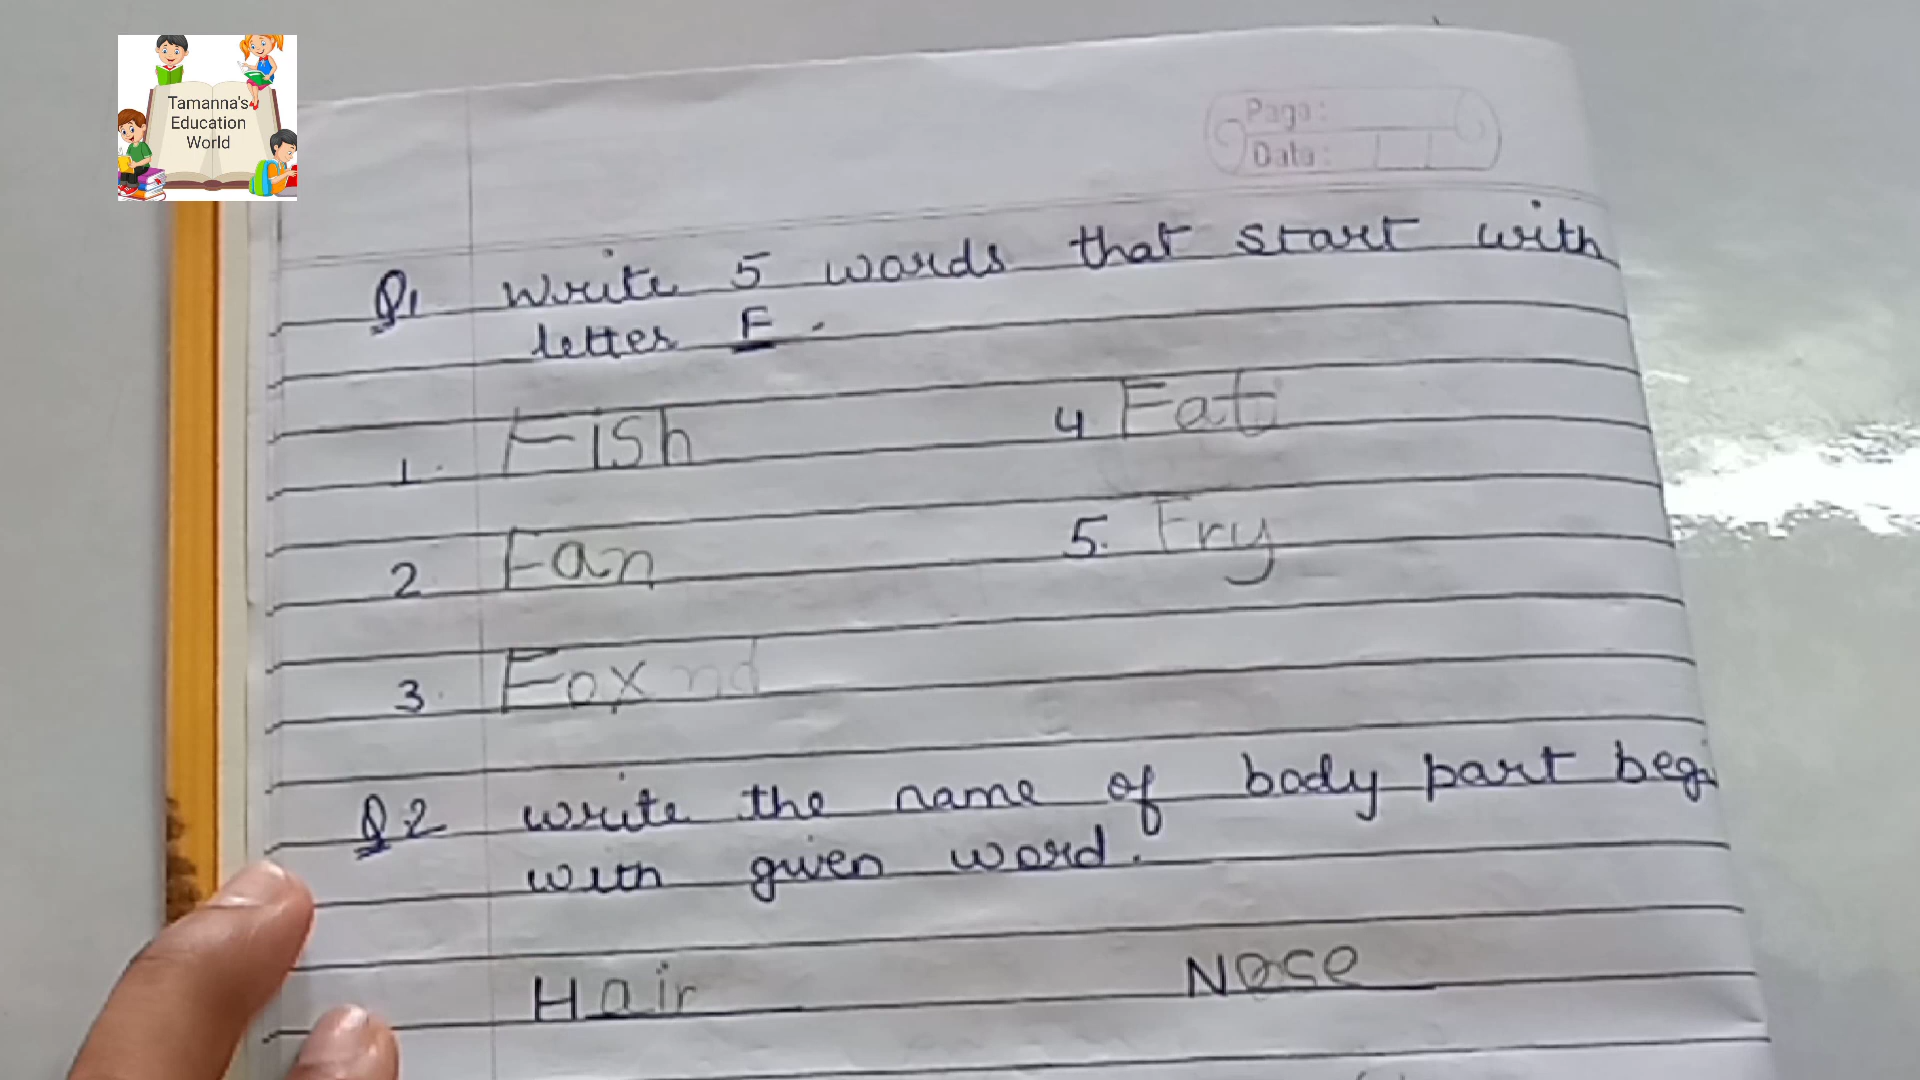 Tamanna's
Education
World
Page:
Date:
Q1 Write 5 words that start with
letter F.
1. Fish
4 Fat
2 Fan
5. Fry
3. Fox
Q2 write the name of body part beg
with given word.
Hair
Nose